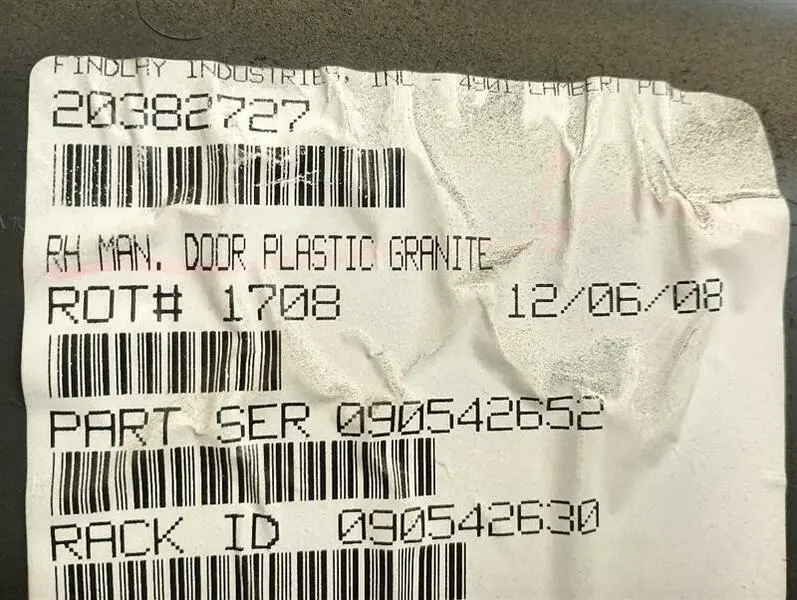 FINDLAY INDUSTRIES, INC - 4901 LAMBERT PLACE
20382727
RH MAN. DOOR PLASTIC GRANITE
ROT# 1708 12/06/08
PART SER 090542652
RACK ID 090542630